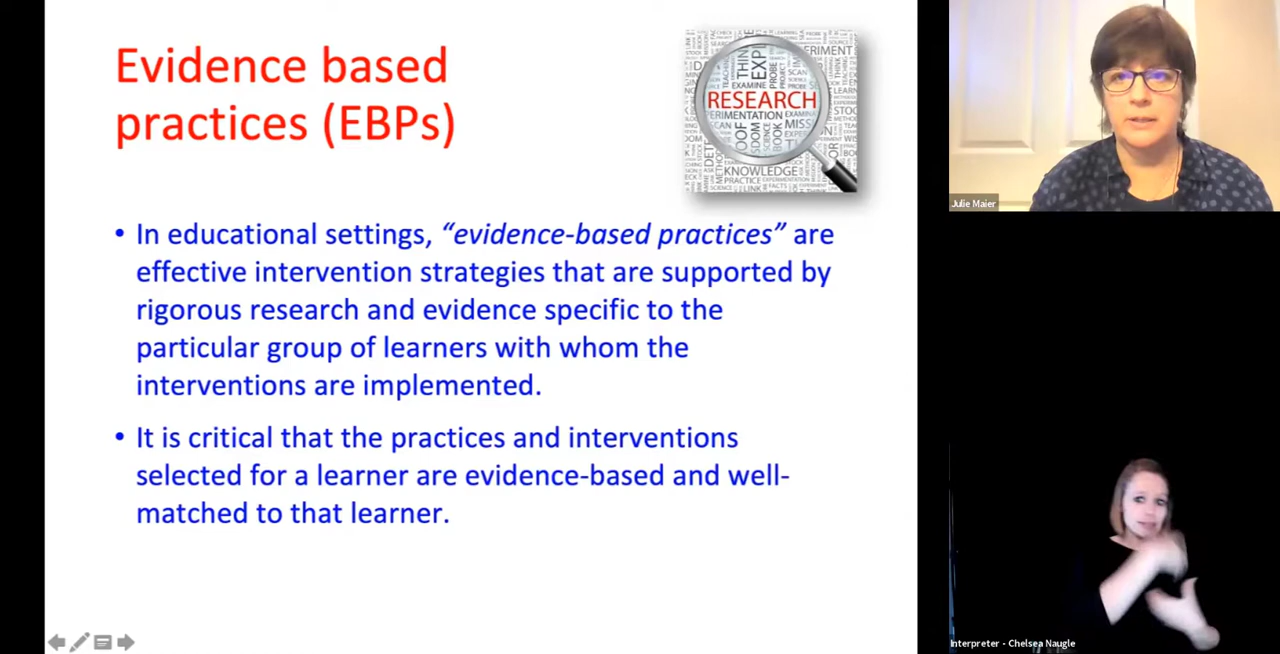 Evidence based
practices (EBPs)
RESEARCH
KNOWLEDGE
PRACTICE
• In educational settings, “evidence-based practices” are
effective intervention strategies that are supported by
rigorous research and evidence specific to the
particular group of learners with whom the
interventions are implemented.
• It is critical that the practices and interventions
selected for a learner are evidence-based and well-
matched to that learner.
Julie Maier
Interpreter - Chelsea Naugle